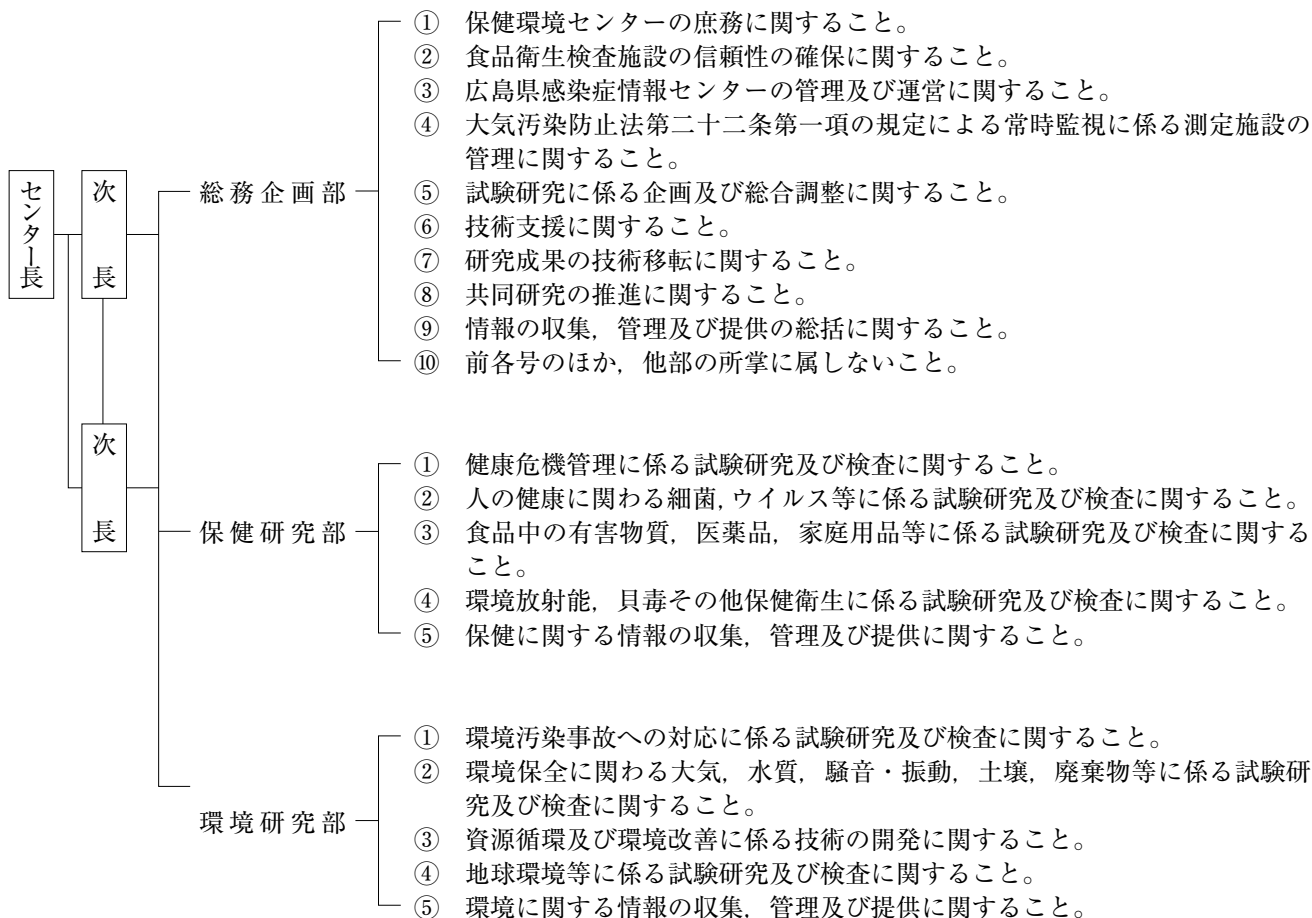 センター長
次長
次長
総務企画部
① 保健環境センターの庶務に関すること。
② 食品衛生検査施設の信頼性の確保に関すること。
③ 広島県感染症情報センターの管理及び運営に関すること。
④ 大気汚染防止法第二十二条第一項の規定による常時監視に係る測定施設の
管理に関すること。
⑤ 試験研究に係る企画及び総合調整に関すること。
⑥ 技術支援に関すること。
⑦ 研究成果の技術移転に関すること。
⑧ 共同研究の推進に関すること。
⑨ 情報の収集，管理及び提供の総括に関すること。
⑩ 前各号のほか，他部の所掌に属しないこと。
保健研究部
① 健康危機管理に係る試験研究及び検査に関すること。
② 人の健康に関わる細菌，ウイルス等に係る試験研究及び検査に関すること。
③ 食品中の有害物質，医薬品，家庭用品等に係る試験研究及び検査に関する
こと。
④ 環境放射能，貝毒その他保健衛生に係る試験研究及び検査に関すること。
⑤ 保健に関する情報の収集，管理及び提供に関すること。
環境研究部
① 環境汚染事故への対応に係る試験研究及び検査に関すること。
② 環境保全に関わる大気，水質，騒音・振動，土壌，廃棄物等に係る試験研
究及び検査に関すること。
③ 資源循環及び環境改善に係る技術の開発に関すること。
④ 地球環境等に係る試験研究及び検査に関すること。
⑤ 環境に関する情報の収集，管理及び提供に関すること。